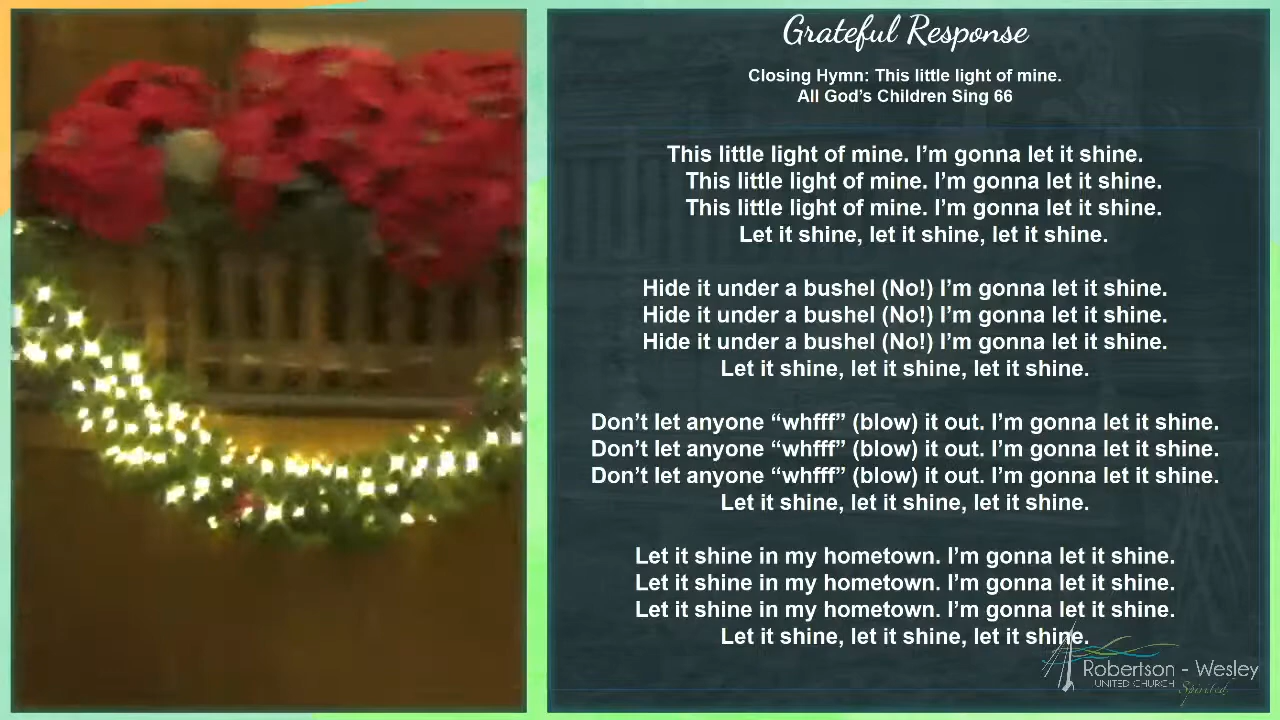 Grateful Response
Closing Hymn: This little light of mine.
All God’s Children Sing 66
This little light of mine. I’m gonna let it shine.
This little light of mine. I’m gonna let it shine.
This little light of mine. I’m gonna let it shine.
Let it shine, let it shine, let it shine.
Hide it under a bushel (No!) I’m gonna let it shine.
Hide it under a bushel (No!) I’m gonna let it shine.
Hide it under a bushel (No!) I’m gonna let it shine.
Let it shine, let it shine, let it shine.
Don’t let anyone “whfff” (blow) it out. I’m gonna let it shine.
Don’t let anyone “whfff” (blow) it out. I’m gonna let it shine.
Don’t let anyone “whfff” (blow) it out. I’m gonna let it shine.
Let it shine, let it shine, let it shine.
Let it shine in my hometown. I’m gonna let it shine.
Let it shine in my hometown. I’m gonna let it shine.
Let it shine in my hometown. I’m gonna let it shine.
Let it shine, let it shine, let it shine.
Robertson - Wesley
UNITED CHURCH Spirited